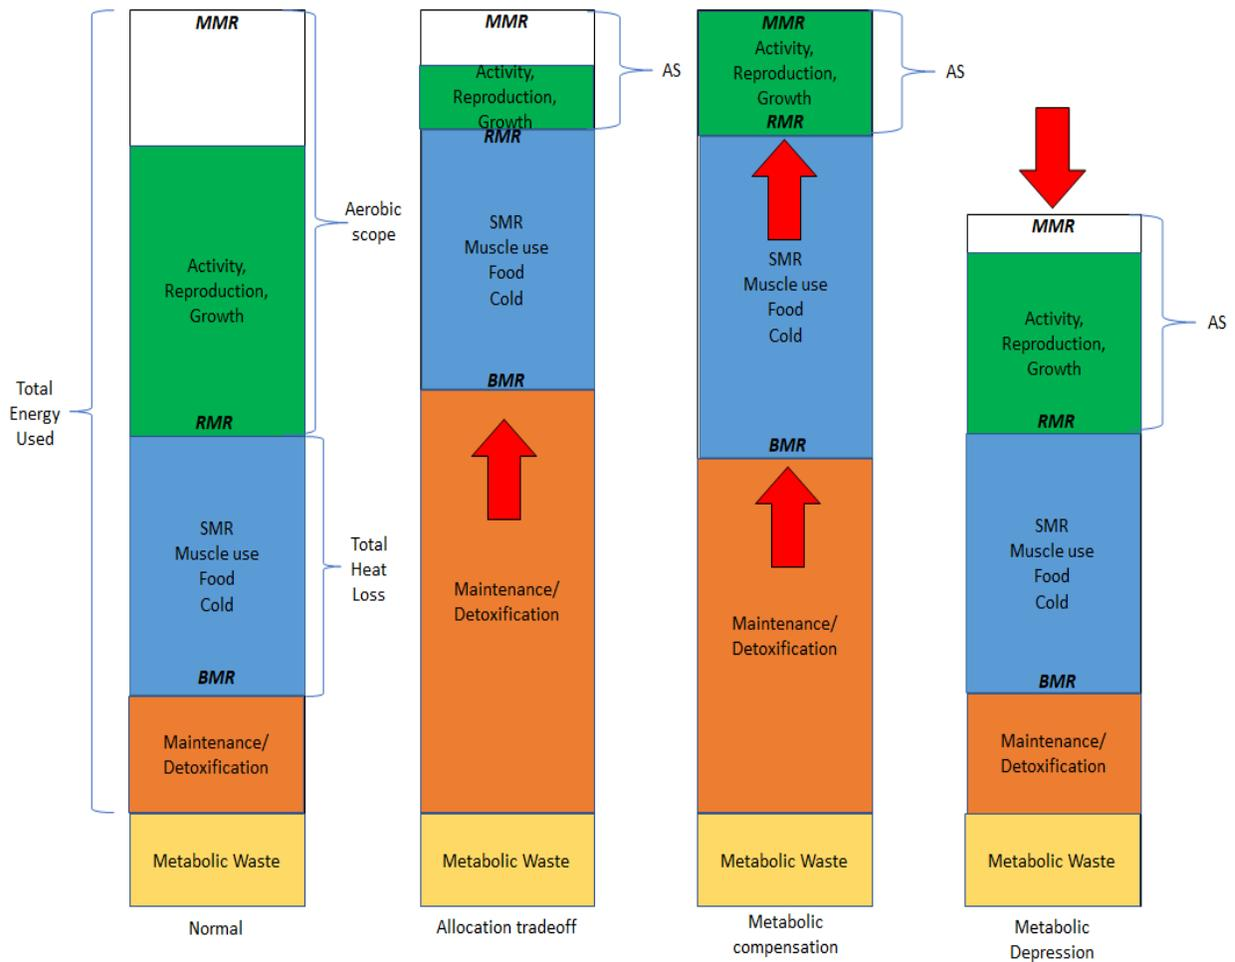 MMR
Activity,
Reproduction,
Growth
RMR
SMR
Muscle use
Food
Cold
BMR
Maintenance/
Detoxification
Metabolic Waste
Normal
Total
Energy
Used
Aerobic
scope
Total
Heat
Loss
MMR
Activity,
Reproduction,
Growth
RMR
SMR
Muscle use
Food
Cold
BMR
Maintenance/
Detoxification
Metabolic Waste
Allocation tradeoff
AS
MMR
Activity,
Reproduction,
Growth
RMR
SMR
Muscle use
Food
Cold
BMR
Maintenance/
Detoxification
Metabolic Waste
Metabolic
compensation
AS
MMR
Activity,
Reproduction,
Growth
RMR
SMR
Muscle use
Food
Cold
BMR
Maintenance/
Detoxification
Metabolic Waste
Metabolic
Depression
AS